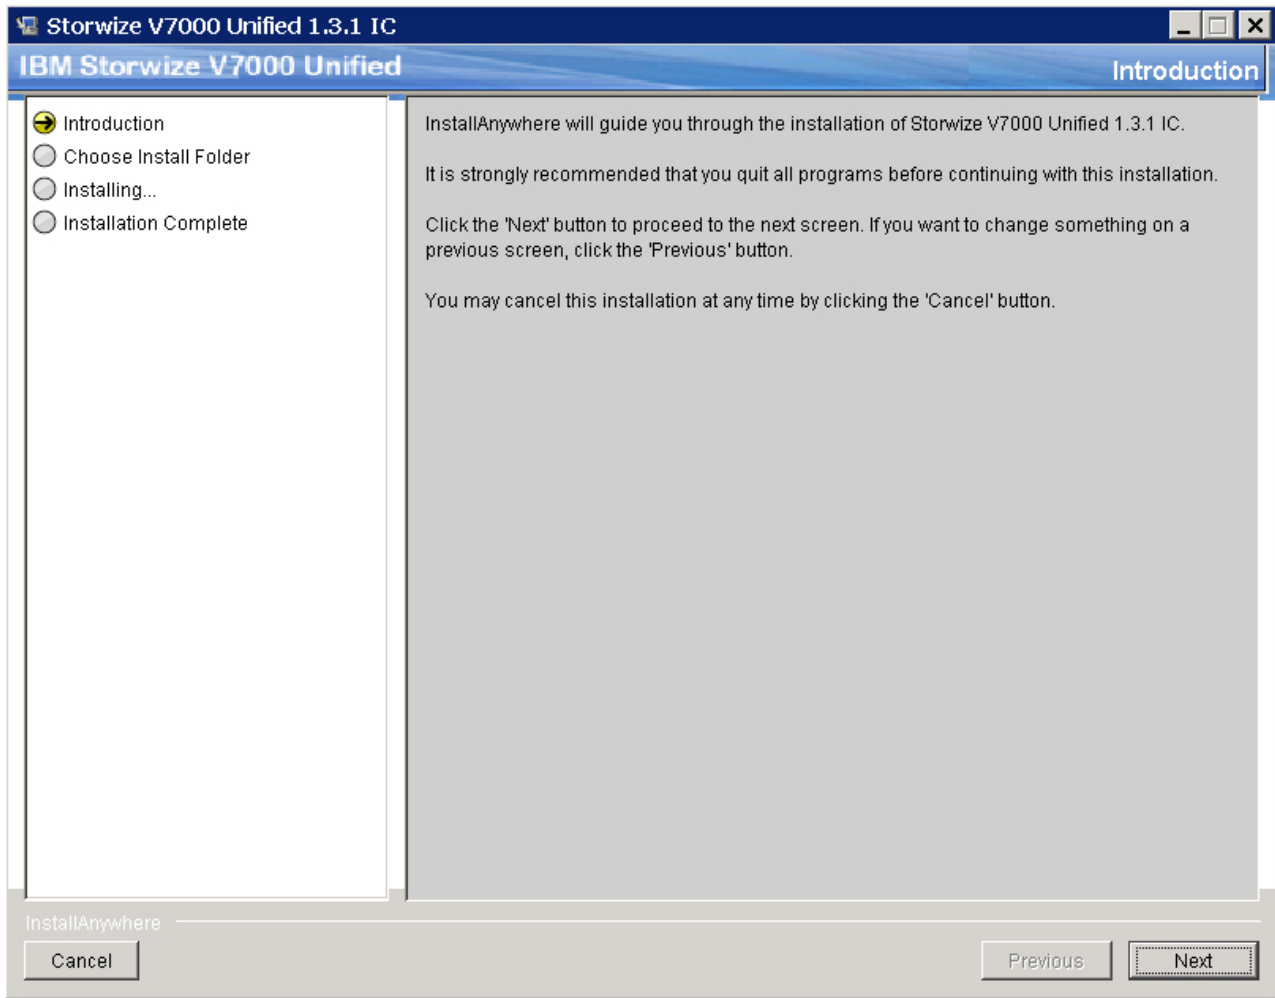 Storwize V7000 Unified 1.3.1 IC
IBM Storwize V7000 Unified
Introduction
Introduction
Choose Install Folder
Installing...
Installation Complete
InstallAnywhere will guide you through the installation of Storwize V7000 Unified 1.3.1 IC.
It is strongly recommended that you quit all programs before continuing with this installation.
Click the 'Next' button to proceed to the next screen. If you want to change something on a
previous screen, click the 'Previous' button.
You may cancel this installation at any time by clicking the 'Cancel' button.
InstallAnywhere
Cancel
Previous
Next